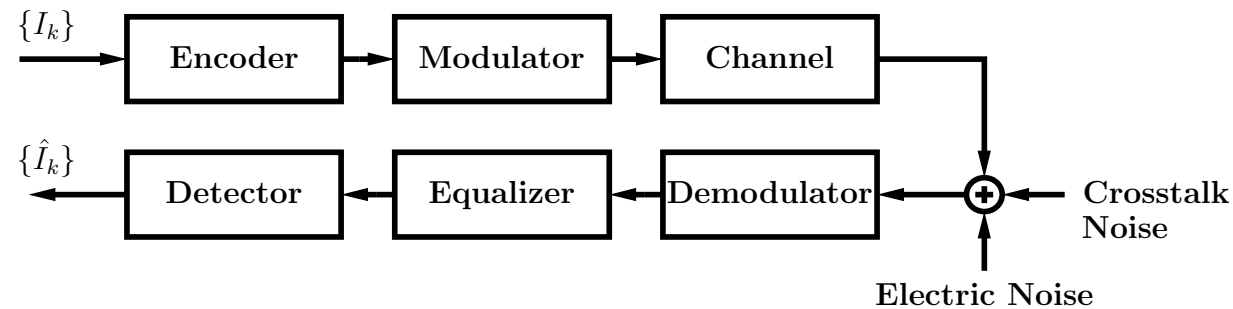 {I_k}
Encoder
Modulator
Channel
{Î_k}
Detector
Equalizer
Demodulator
+
Crosstalk
Noise
Electric Noise